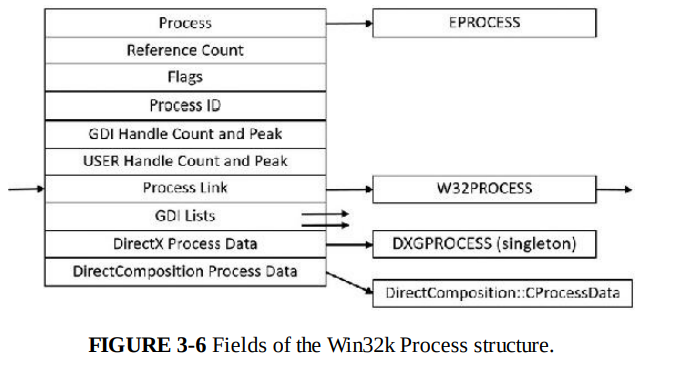 Process
EPROCESS
Reference Count
Flags
Process ID
GDI Handle Count and Peak
USER Handle Count and Peak
Process Link
W32PROCESS
GDI Lists
DirectX Process Data
DXGPROCESS (singleton)
DirectComposition Process Data
DirectComposition::CProcessData
FIGURE 3-6 Fields of the Win32k Process structure.